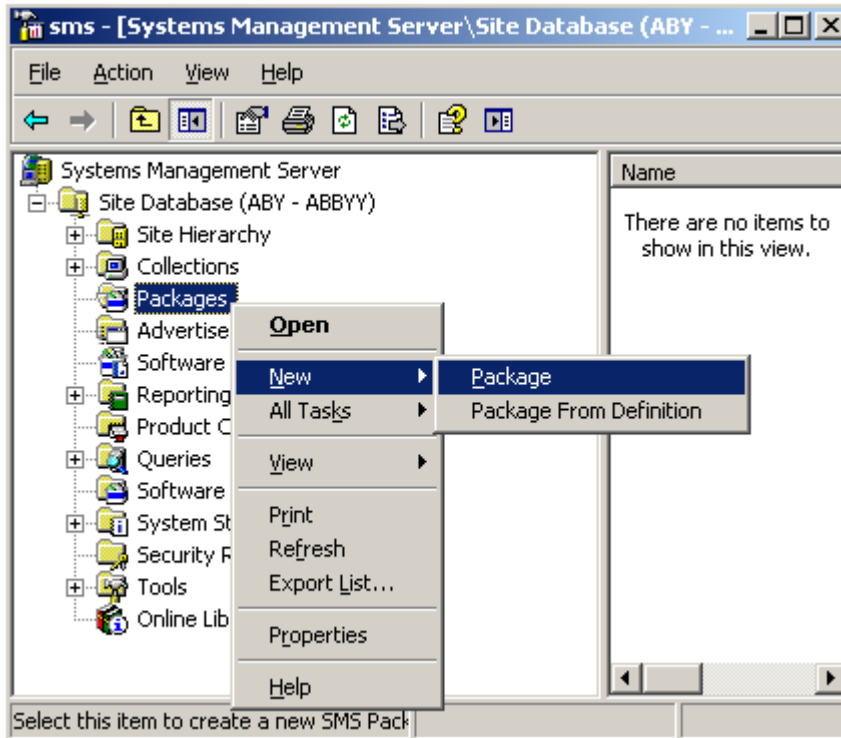 sms - [Systems Management Server\Site Database (ABY - ...
File Action View Help
Systems Management Server
Site Database (ABY - ABBYY)
Site Hierarchy
Collections
Packages
Advertise
Software
Reporting
Product C
Queries
Software
System St
Security R
Tools
Online Lib
Open
New
All Tasks
View
Print
Refresh
Export List...
Properties
Help
Package
Package From Definition
Name
There are no items to
show in this view.
Select this item to create a new SMS Pack